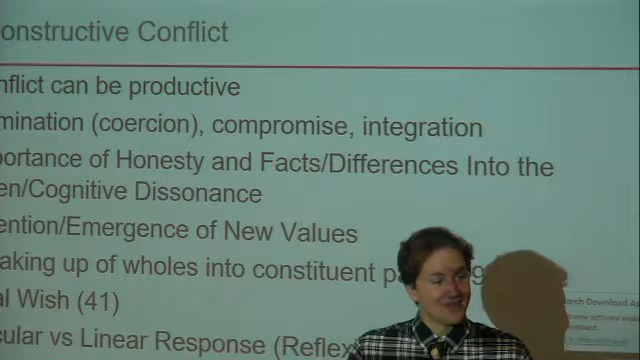 onstructive Conflict
nflict can be productive
mination (coercion), compromise, integration
portance of Honesty and Facts/Differences Into the
en/Cognitive Dissonance
ention/Emergence of New Values
aking up of wholes into constituent p
al Wish (41)
cular vs Linear Response (Reflex